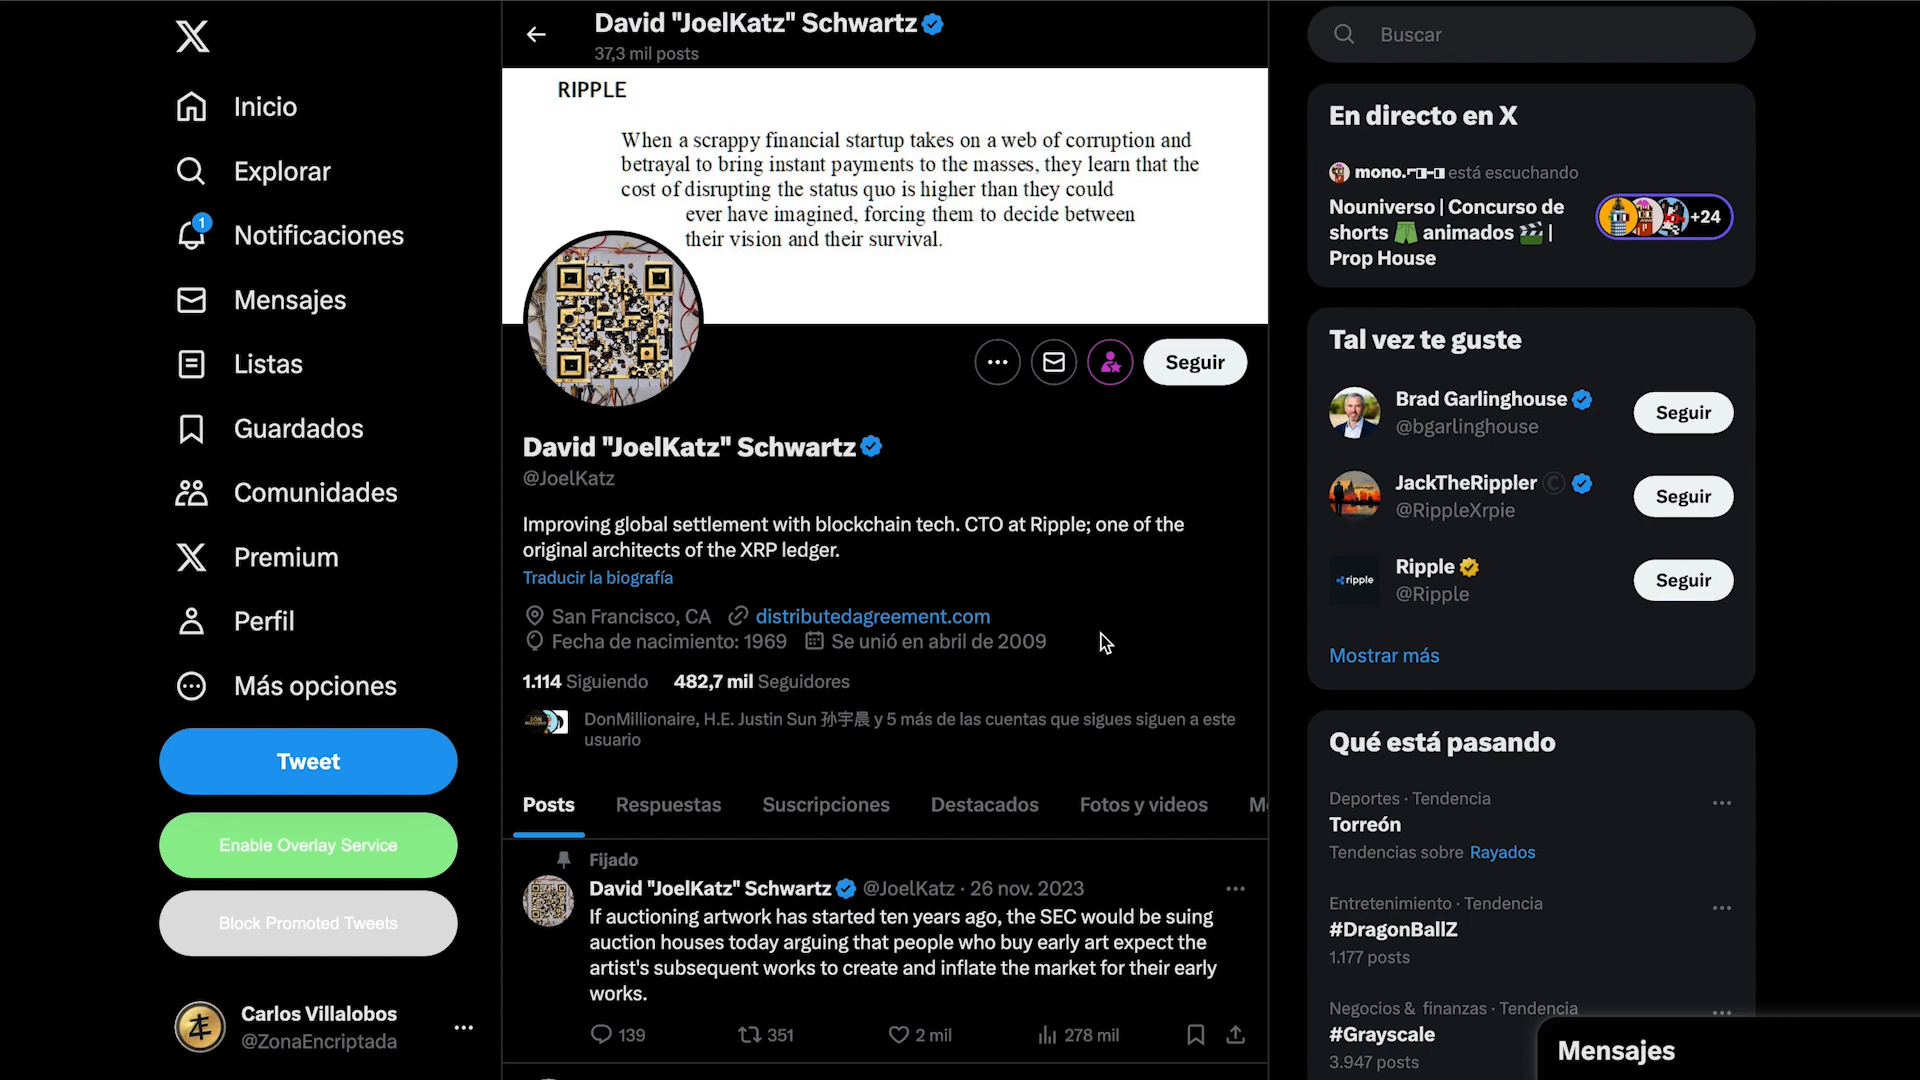 Inicio
Explorar
1
Notificaciones
Mensajes
Listas
Guardados
Comunidades
Premium
Perfil
Más opciones
Tweet
Enable Overlay Service
Block Promoted Tweets
Carlos Villalobos
@ZonaEncriptada
David "JoelKatz" Schwartz
37,3 mil posts
RIPPLE
When a scrappy financial startup takes on a web of corruption and
betrayal to bring instant payments to the masses, they learn that the
cost of disrupting the status quo is higher than they could
ever have imagined, forcing them to decide between
their vision and their survival.
Seguir
David "JoelKatz" Schwartz
@JoelKatz
Improving global settlement with blockchain tech. CTO at Ripple; one of the
original architects of the XRP ledger.
Traducir la biografía
San Francisco, CA distributedagreement.com
Fecha de nacimiento: 1969 Se unió en abril de 2009
1.114 Siguiendo 482,7 mil Seguidores
DonMillionaire, H.E. Justin Sun 孙宇晨 y 5 más de las cuentas que sigues siguen a este
usuario
Posts Respuestas Suscripciones Destacados Fotos y videos M
Fijado
David "JoelKatz" Schwartz @JoelKatz · 26 nov. 2023
If auctioning artwork has started ten years ago, the SEC would be suing
auction houses today arguing that people who buy early art expect the
artist's subsequent works to create and inflate the market for their early
works.
139 351 2 mil 278 mil
Buscar
En directo en X
mono. está escuchando
Nouniverso | Concurso de
shorts 🩳 animados 🎬 |
Prop House
+24
Tal vez te guste
Brad Garlinghouse
@bgarlinghouse
Seguir
JackTheRippler ©
@RippleXrpie
Seguir
ripple
Ripple
@Ripple
Seguir
Mostrar más
Qué está pasando
Deportes · Tendencia
Torreón
Tendencias sobre Rayados
Entretenimiento · Tendencia
#DragonBallZ
1.177 posts
Negocios & finanzas · Tendencia
#Grayscale
3.947 posts
Mensajes